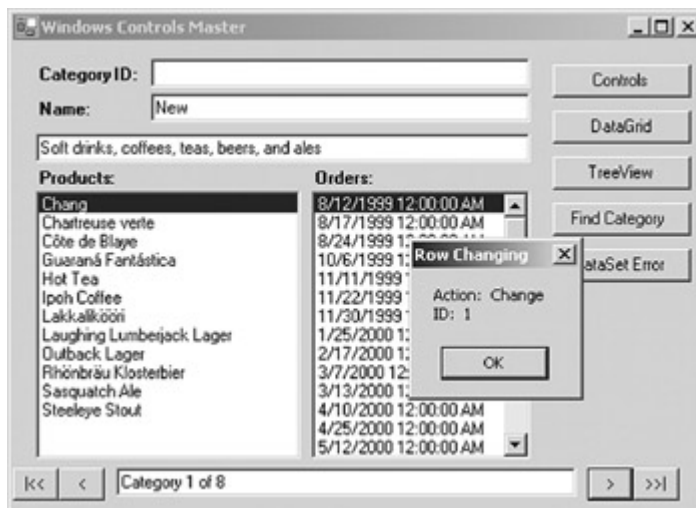 Windows Controls Master
Category ID:
Name: New
Soft drinks, coffees, teas, beers, and ales
Products:
Chang
Chartreuse verte
Côte de Blaye
Guaraná Fantástica
Hot Tea
Ipoh Coffee
Lakkalikööri
Laughing Lumberjack Lager
Outback Lager
Rhönbräu Klosterbier
Sasquatch Ale
Steeleye Stout
Orders:
8/12/1999 12:00:00 AM
8/17/1999 12:00:00 AM
8/24/1999 12:
10/6/1999 12:
11/11/1999
11/22/1999
11/30/1999
1/25/2000 12:
2/17/2000 12:
3/7/2000 12:
3/13/2000 12:
4/10/2000 12:00:00 AM
4/25/2000 12:00:00 AM
5/12/2000 12:00:00 AM
Row Changing
Action: Change
ID: 1
OK
Controls
DataGrid
TreeView
Find Category
ataSet Error
|<<
<
Category 1 of 8
>
>>|